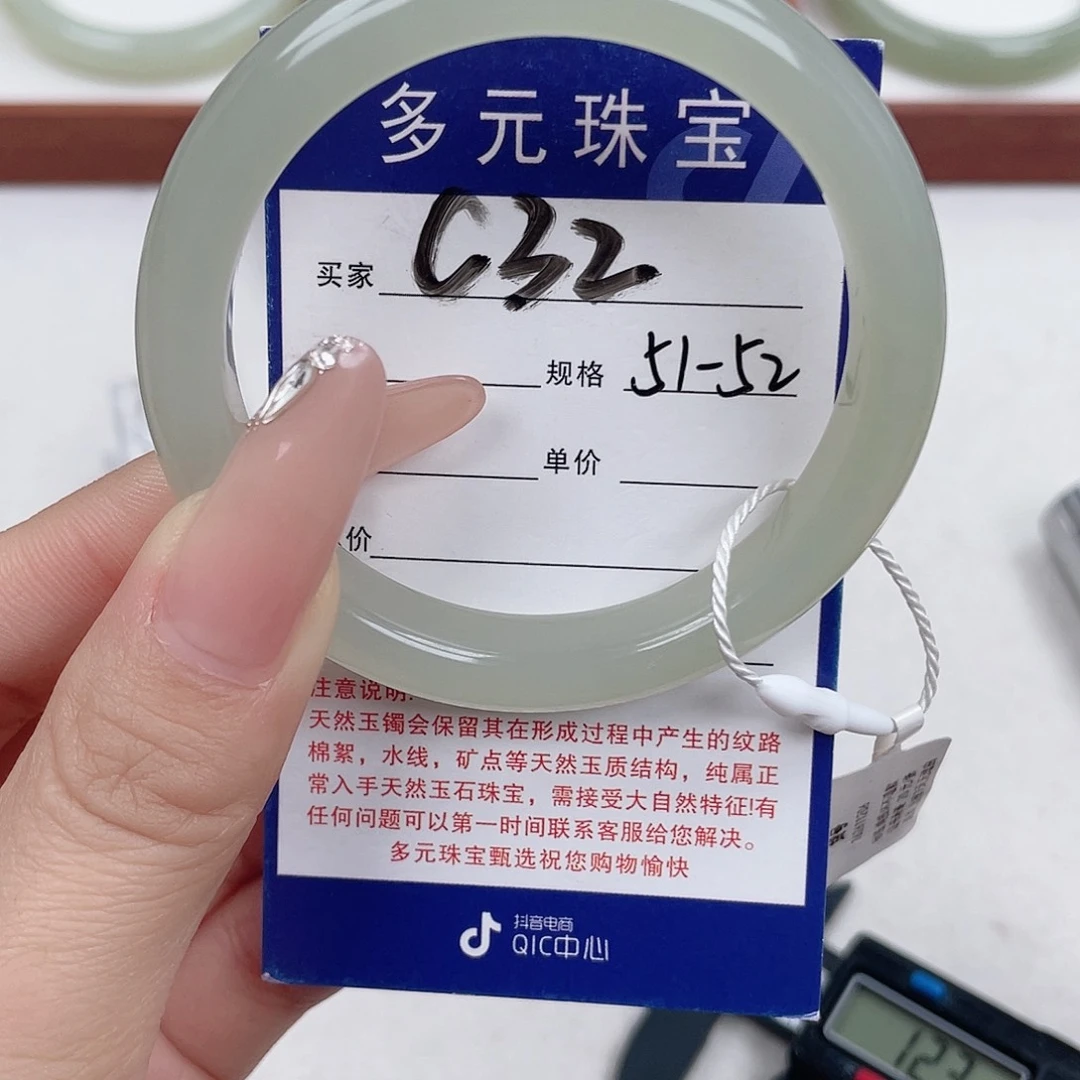 多元珠宝
买家 C32
规格 51-52
单价
价
注意说明:
天然玉镯会保留其在形成过程中产生的纹路
棉絮，水线，矿点等天然玉质结构，纯属正
常入手天然玉石珠宝，需接受大自然特征!有
任何问题可以第一时间联系客服给您解决。
多元珠宝甄选祝您购物愉快
抖音电商
QIC中心
123